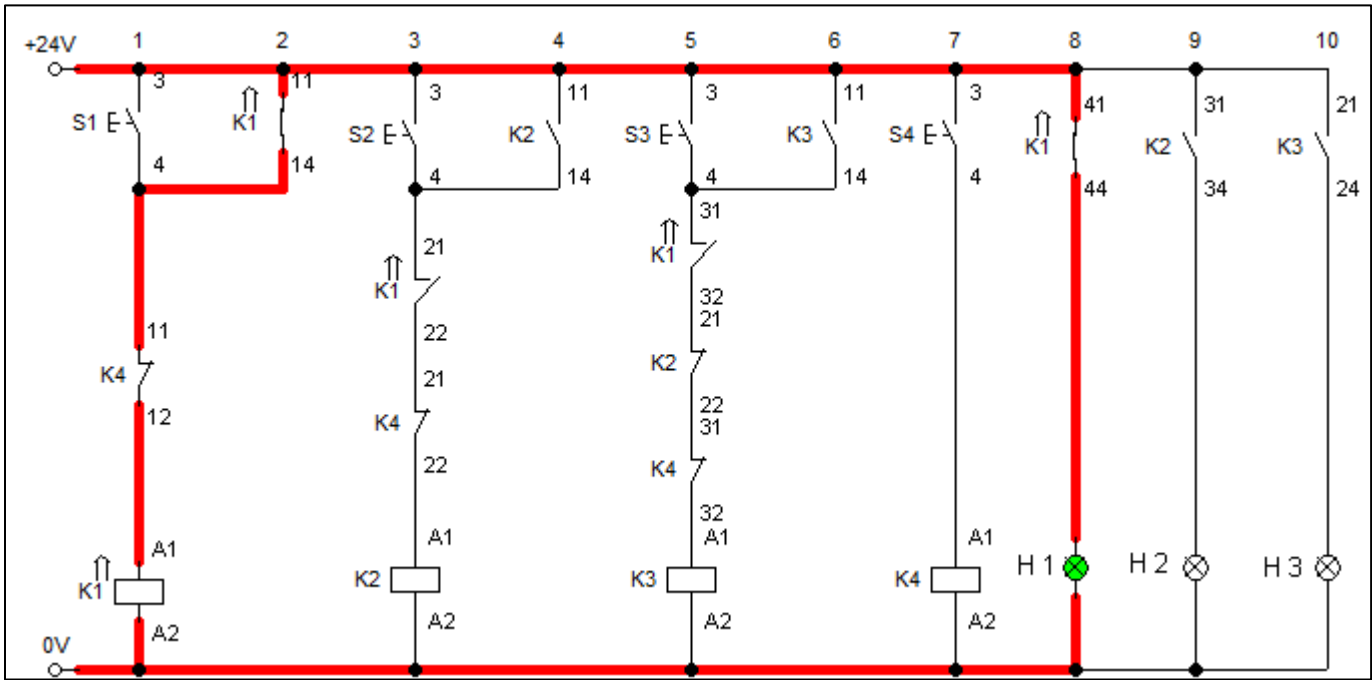 1 2 3 4 5 6 7 8 9 10
+24V
3 11 3 11 3 11 3 41 31 21
S1 K1 S2 K2 S3 K3 S4 K1 K2 K3
4 14 4 14 4 14 4 44 34 24
31
21 K1
K1
22 32
11 21
K4 21 K2
12 K4 22
22 31
K4
32
A1 A1 A1 A1
K1 K2 K3 K4 H 1 H 2 H 3
A2 A2 A2 A2
0V